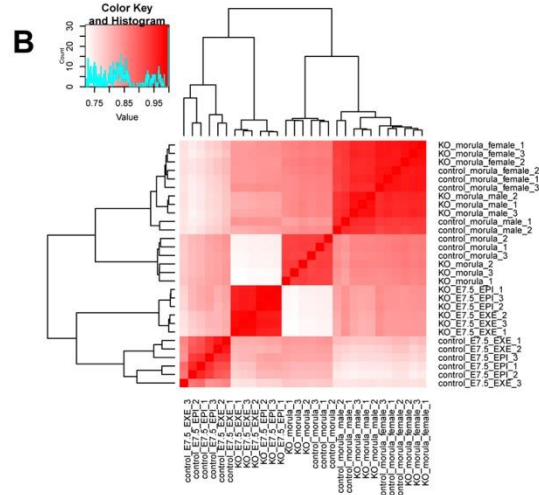 B
Color Key
and Histogram
Count
0 10 20 30
0.75 0.85 0.95
Value
KO_morula_female_1
KO_morula_female_3
KO_morula_female_2
control_morula_female_2
control_morula_female_1
control_morula_female_3
KO_morula_male_2
KO_morula_male_1
KO_morula_male_3
control_morula_male_1
control_morula_male_2
control_morula_2
control_morula_1
control_morula_3
KO_morula_2
KO_morula_3
KO_morula_1
KO_E7.5_EPI_1
KO_E7.5_EPI_3
KO_E7.5_EPI_2
KO_E7.5_EXE_2
KO_E7.5_EXE_3
KO_E7.5_EXE_1
control_E7.5_EXE_1
control_E7.5_EXE_2
control_E7.5_EPI_3
control_E7.5_EPI_1
control_E7.5_EPI_2
control_E7.5_EXE_3
control_E7.5_EXE_3
control_E7.5_EPI_2
control_E7.5_EPI_1
control_E7.5_EPI_3
control_E7.5_EXE_2
control_E7.5_EXE_1
KO_E7.5_EXE_1
KO_E7.5_EXE_3
KO_E7.5_EXE_2
KO_E7.5_EPI_2
KO_E7.5_EPI_3
KO_E7.5_EPI_1
KO_morula_1
KO_morula_3
KO_morula_2
control_morula_3
control_morula_1
control_morula_2
control_morula_male_2
control_morula_male_1
KO_morula_male_3
KO_morula_male_1
KO_morula_male_2
control_morula_female_3
control_morula_female_1
control_morula_female_2
KO_morula_female_2
KO_morula_female_3
KO_morula_female_1